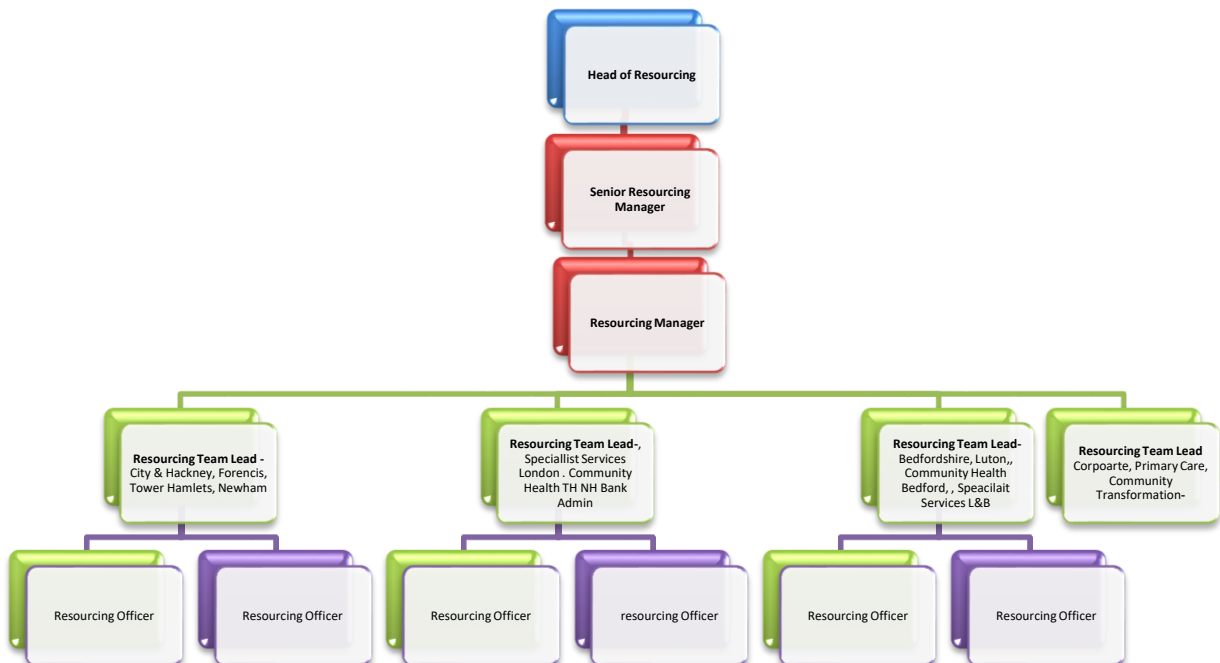 Head of Resourcing
Senior Resourcing
Manager
Resourcing Manager
Resourcing Team Lead -
City & Hackney, Forencis,
Tower Hamlets, Newham
Resourcing Team Lead-,
Speciallist Services
London . Community
Health TH NH Bank
Admin
Resourcing Team Lead-
Bedfordshire, Luton,,
Community Health
Bedford, , Speacilait
Services L&B
Resourcing Team Lead
Corpoarte, Primary Care,
Community
Transformation-
Resourcing Officer
Resourcing Officer
Resourcing Officer
resourcing Officer
Resourcing Officer
Resourcing Officer